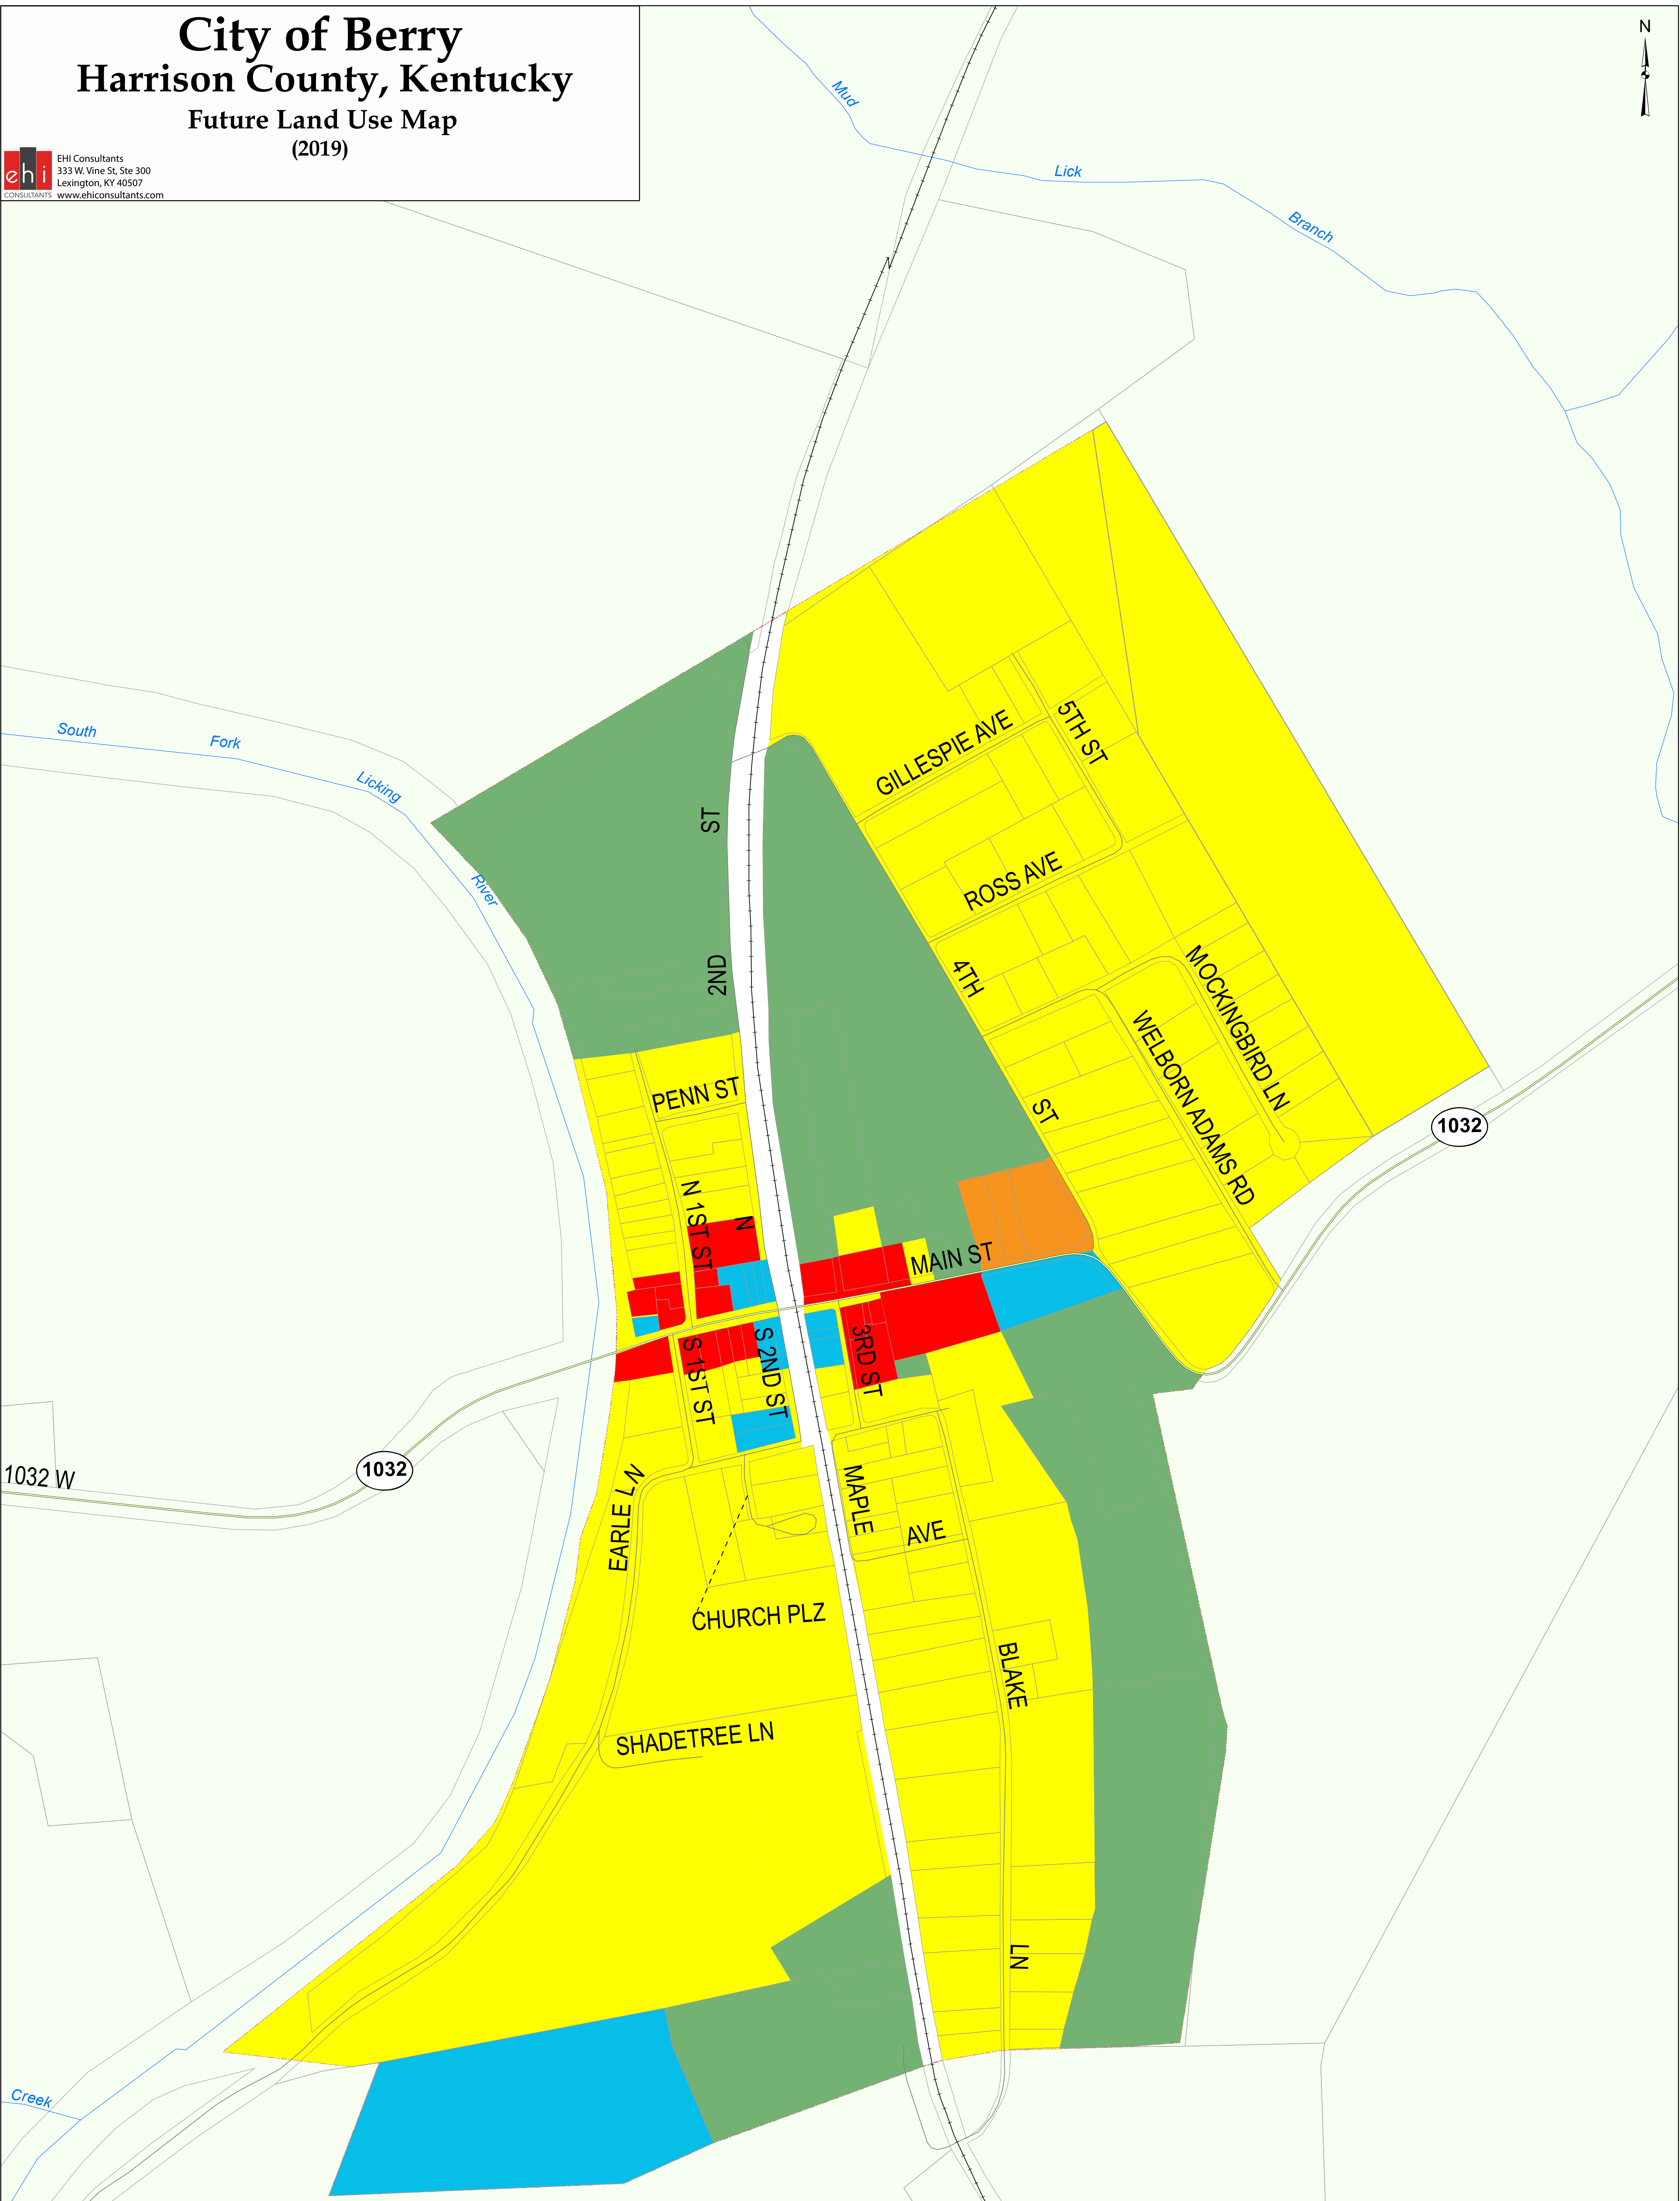 City of Berry
Harrison County, Kentucky
Future Land Use Map
(2019)
ehi
CONSULTANTS
EHI Consultants
333 W. Vine St, Ste 300
Lexington, KY 40507
www.ehiconsultants.com
N
Mud
Lick
Branch
South
Fork
Licking
River
GILLESPIE AVE
5TH ST
ST
ROSS AVE
2ND
4TH
MOCKINGBIRD LN
WELBORN ADAMS RD
PENN ST
ST
1032
N 1ST ST
N
MAIN ST
S 1ST ST
S 2ND ST
3RD ST
1032
1032 W
EARLE LN
MAPLE
AVE
CHURCH PLZ
BLAKE
SHADETREE LN
LN
Creek